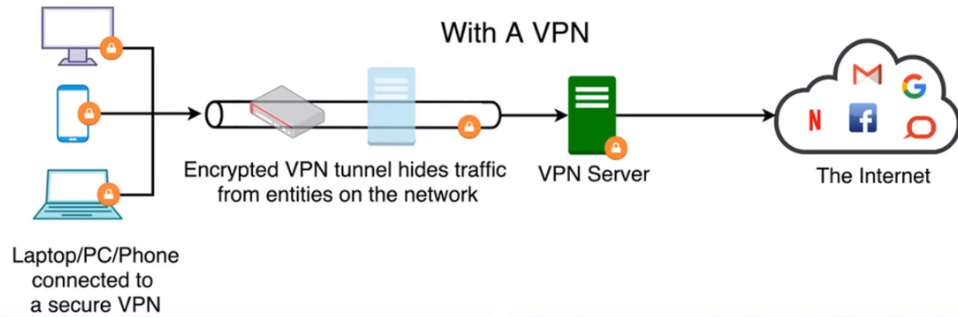 With A VPN
Encrypted VPN tunnel hides traffic
from entities on the network
VPN Server
N
G
f
The Internet
Laptop/PC/Phone
connected to
a secure VPN